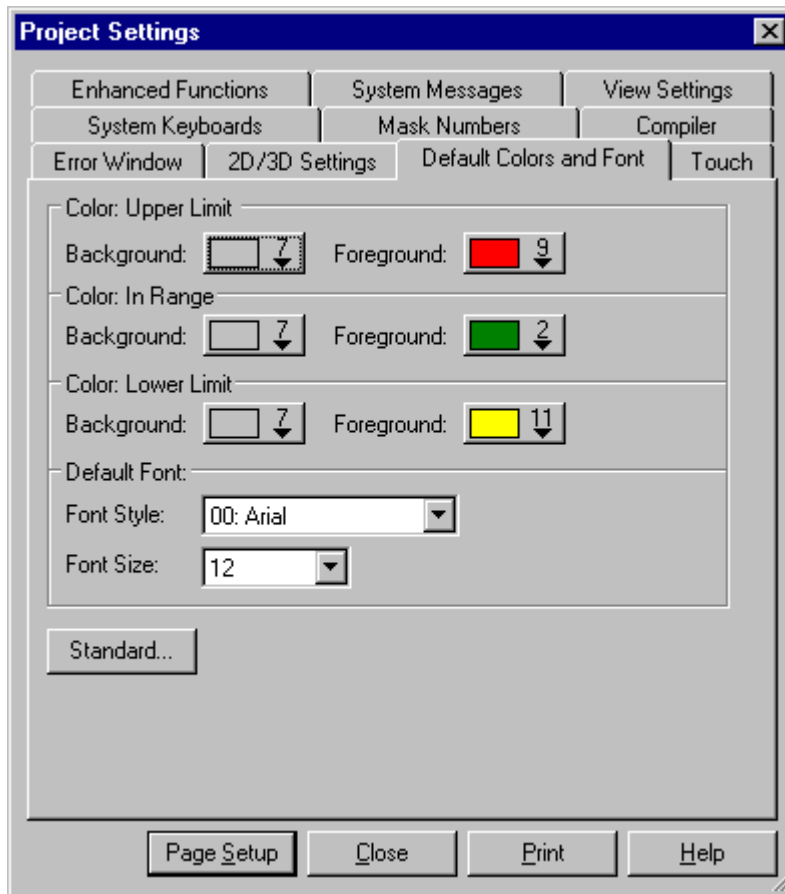 Project Settings
Enhanced Functions System Messages View Settings
System Keyboards Mask Numbers Compiler
Error Window 2D/3D Settings Default Colors and Font Touch
Color: Upper Limit
Background: 7 Foreground: 9
Color: In Range
Background: 7 Foreground: 2
Color: Lower Limit
Background: 7 Foreground: 11
Default Font:
Font Style: 00: Arial
Font Size: 12
Standard...
Page Setup Close Print Help